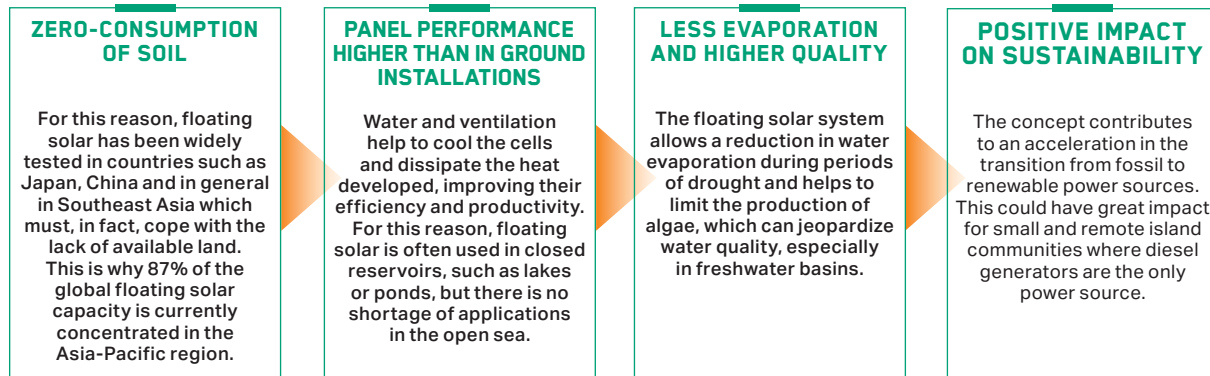 ZERO-CONSUMPTION
OF SOIL
For this reason, floating
solar has been widely
tested in countries such as
Japan, China and in general
in Southeast Asia which
must, in fact, cope with the
lack of available land.
This is why 87% of the
global floating solar
capacity is currently
concentrated in the
Asia-Pacific region.
PANEL PERFORMANCE
HIGHER THAN IN GROUND
INSTALLATIONS
Water and ventilation
help to cool the cells
and dissipate the heat
developed, improving their
efficiency and productivity.
For this reason, floating
solar is often used in closed
reservoirs, such as lakes
or ponds, but there is no
shortage of applications
in the open sea.
LESS EVAPORATION
AND HIGHER QUALITY
The floating solar system
allows a reduction in water
evaporation during periods
of drought and helps to
limit the production of
algae, which can jeopardize
water quality, especially
in freshwater basins.
POSITIVE IMPACT
ON SUSTAINABILITY
The concept contributes
to an acceleration in the
transition from fossil to
renewable power sources.
This could have great impact
for small and remote island
communities where diesel
generators are the only
power source.